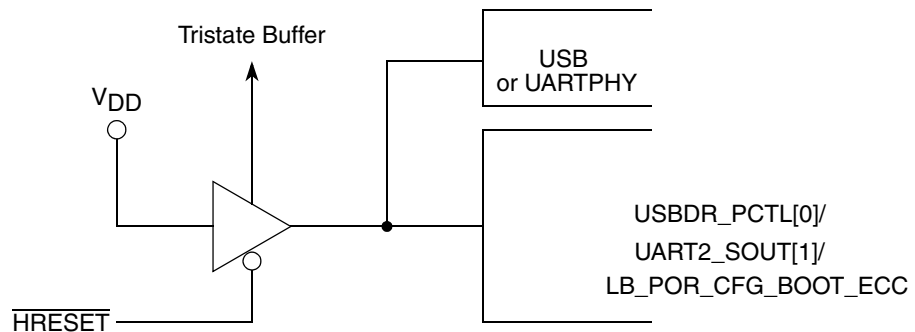 Tristate Buffer
USB
or UARTPHY
VDD
USBDR_PCTL[0]/
UART2_SOUT[1]/
LB_POR_CFG_BOOT_ECC
HRESET